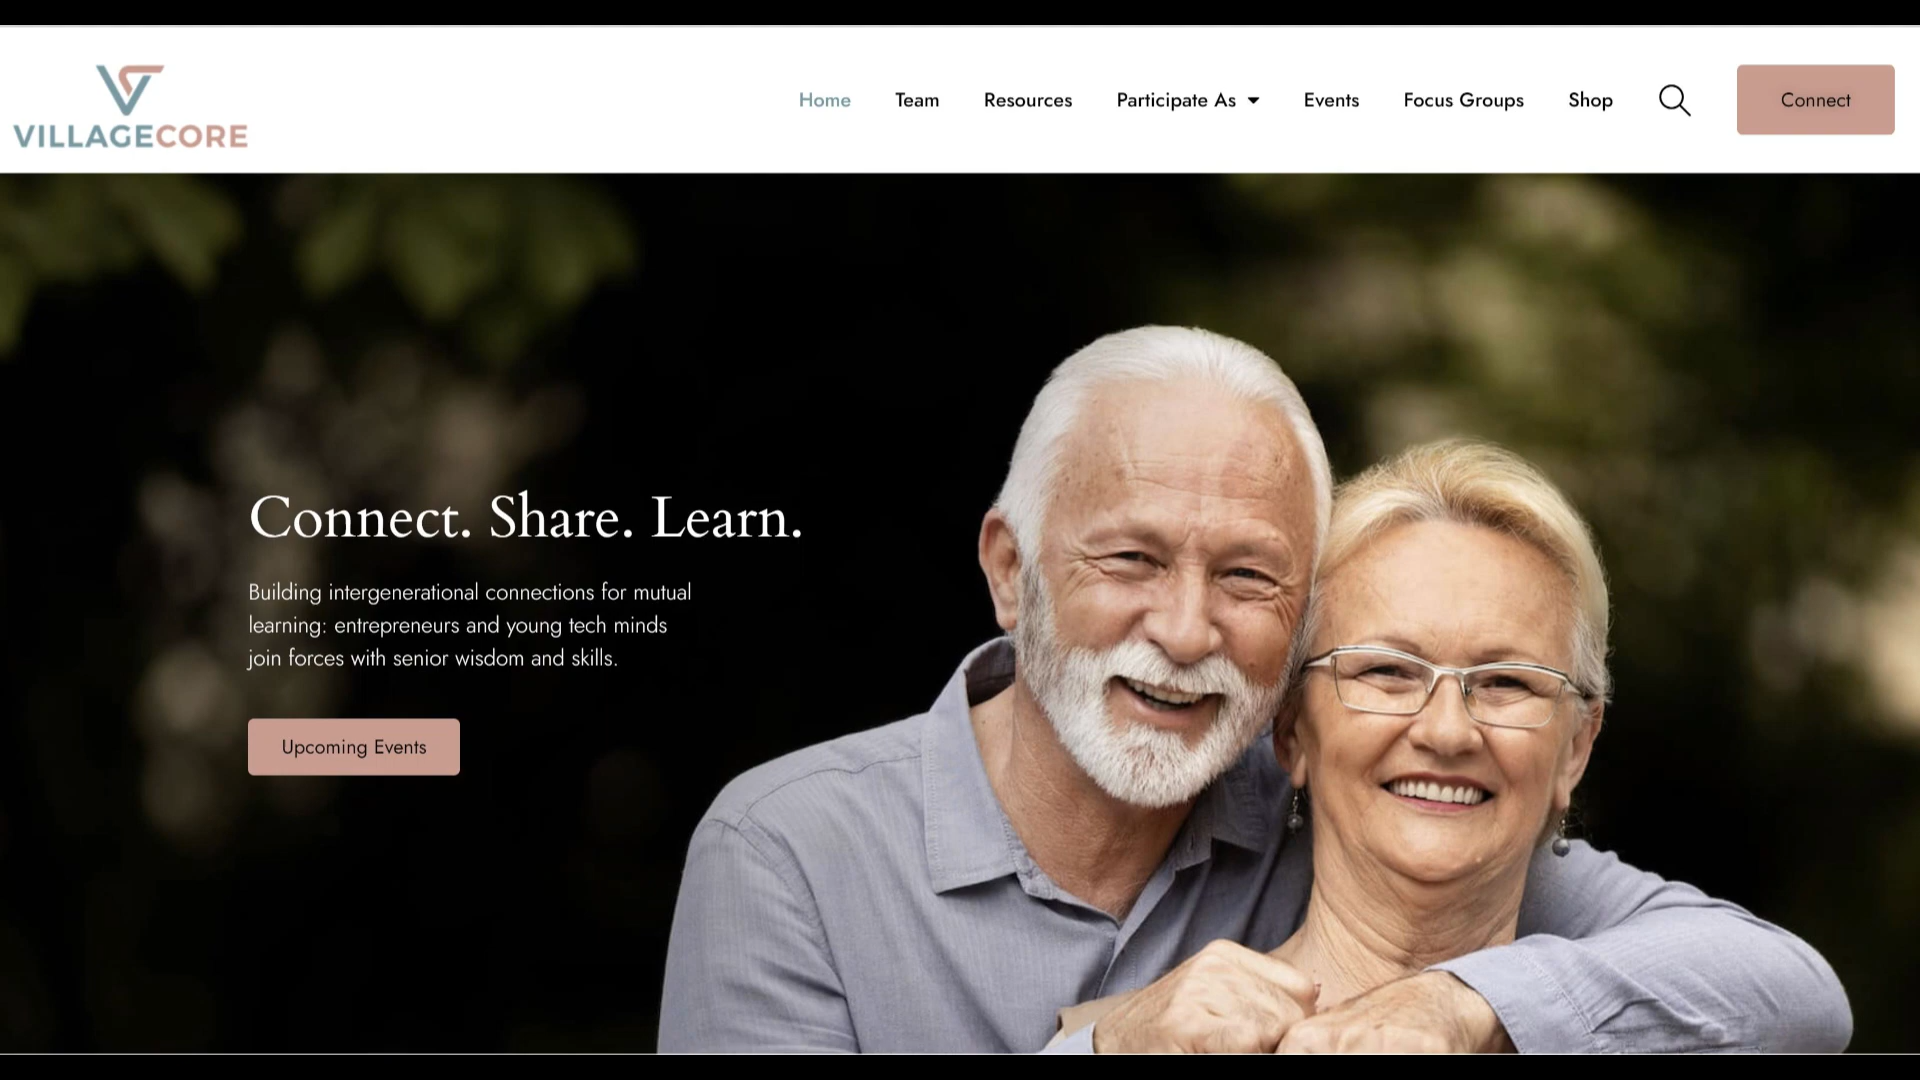 VILLAGECORE
Home Team Resources Participate As Events Focus Groups Shop Connect
Connect. Share. Learn.
Building intergenerational connections for mutual
learning: entrepreneurs and young tech minds
join forces with senior wisdom and skills.
Upcoming Events